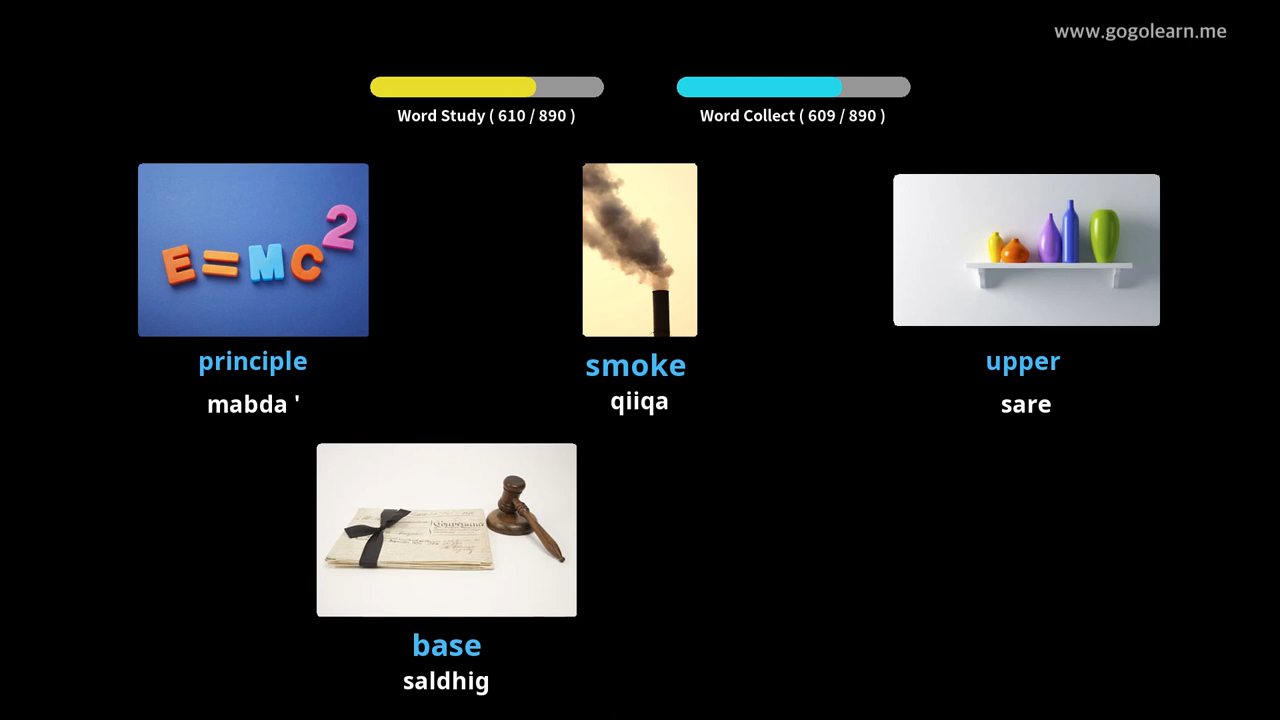 www.gogolearn.me
Word Study ( 610 / 890 )
Word Collect ( 609 / 890 )
E=MC2
principle
smoke
upper
mabda '
qiiqa
sare
base
saldhig